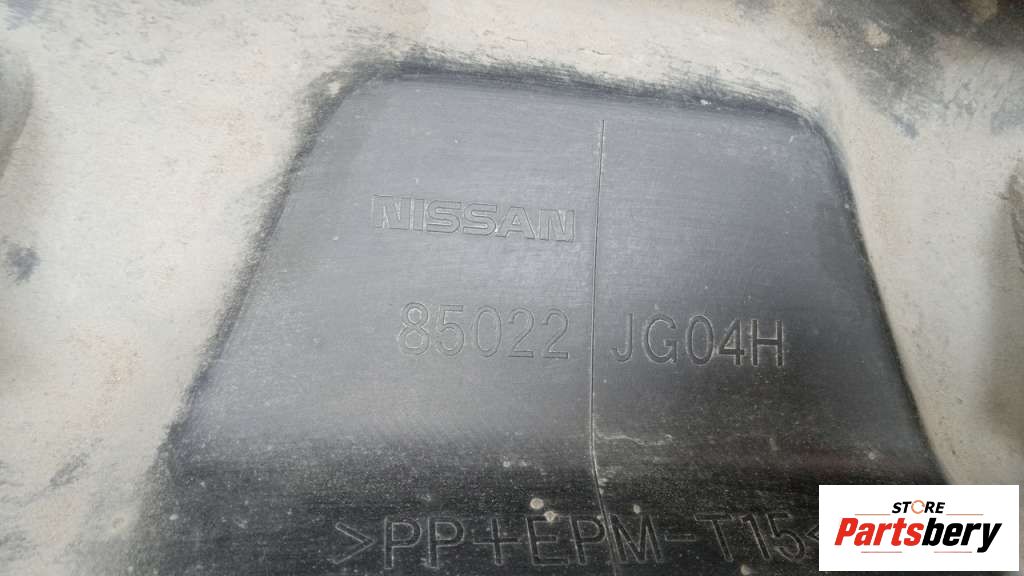 NISSAN
85022 JG04H
>PP+EPM-T15<
STORE
Partsbery